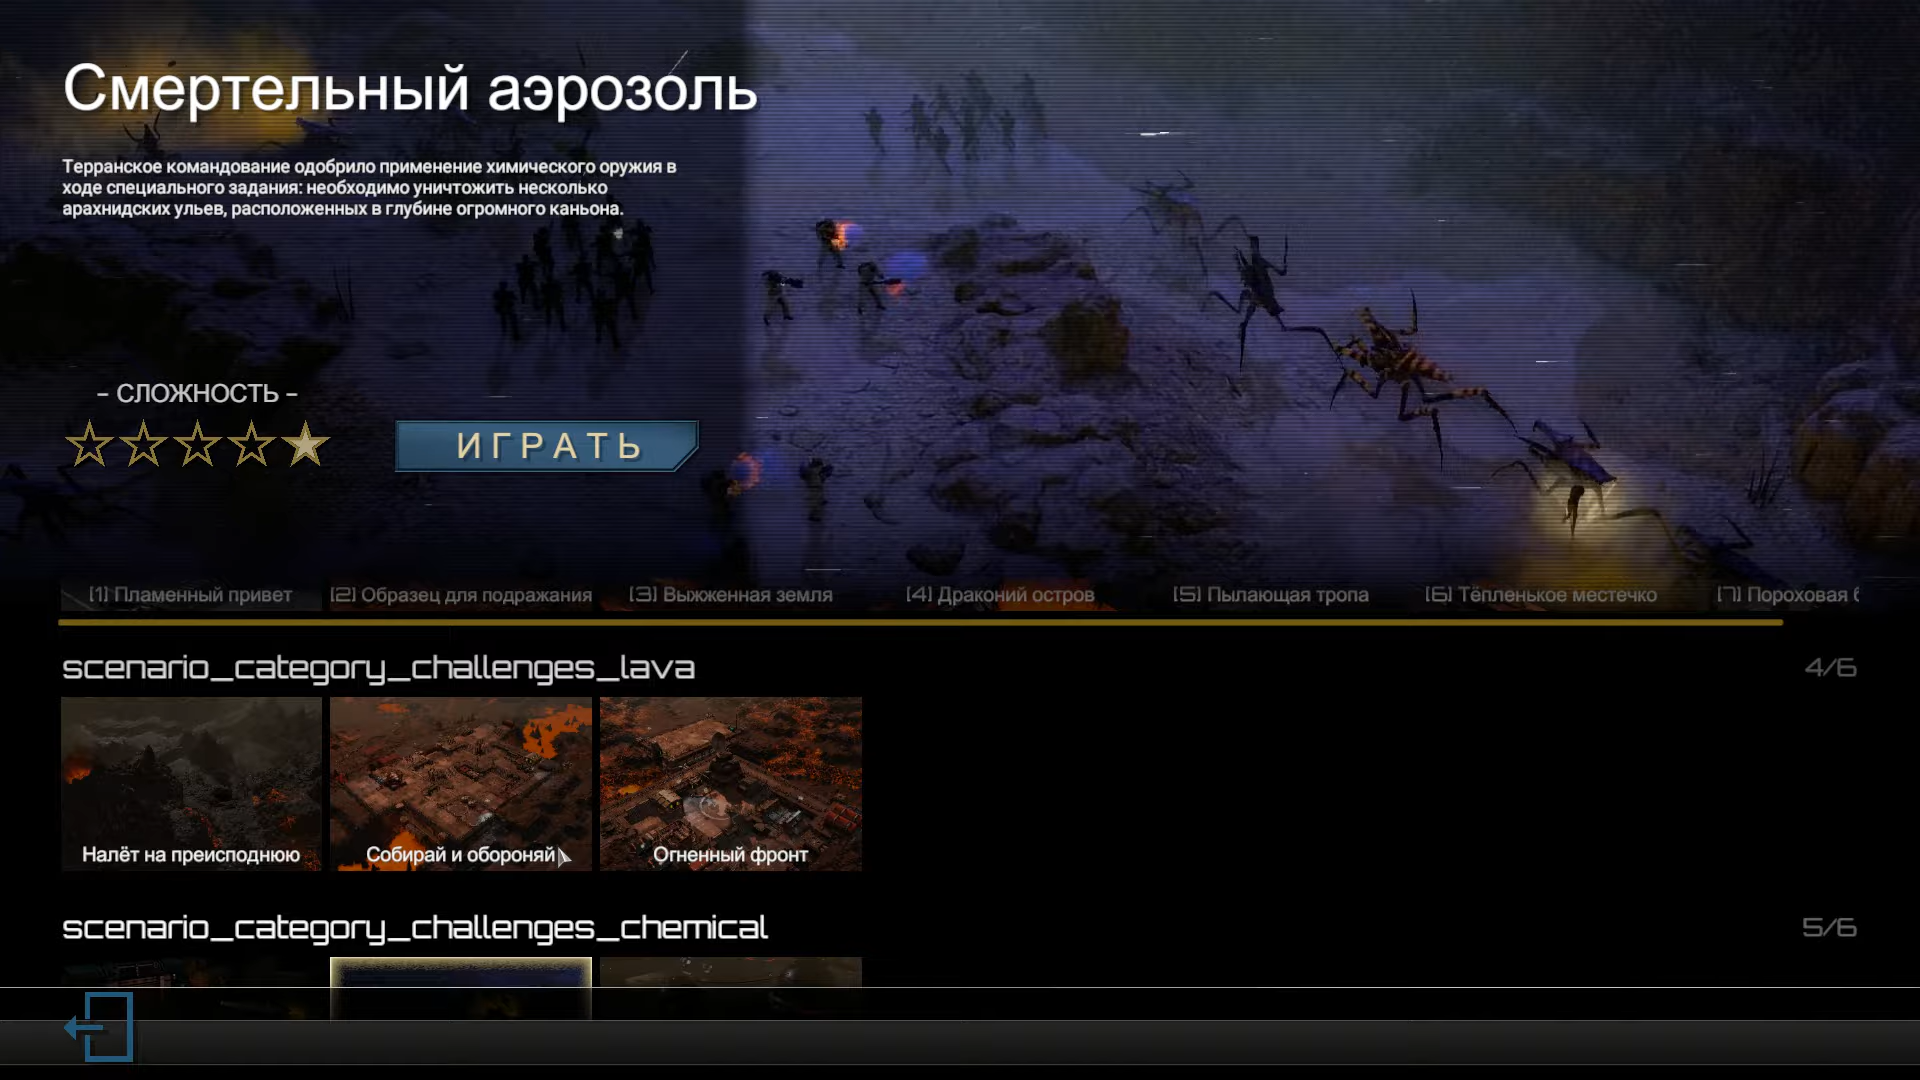 Смертельный аэрозоль
Терранское командование одобрило применение химического оружия в
ходе специального задания: необходимо уничтожить несколько
арахнидских ульев, расположенных в глубине огромного каньона.
– СЛОЖНОСТЬ –
ИГРАТЬ
[1] Пламенный привет
[2] Образец для подражания
[3] Выжженная земля
[4] Драконий остров
[5] Пылающая тропа
[6] Тёпленькое местечко
[7] Пороховая
scenario_category_challenges_lava
4/6
Налёт на преисподнюю
Собирай и обороняй
Огненный фронт
scenario_category_challenges_chemical
5/6